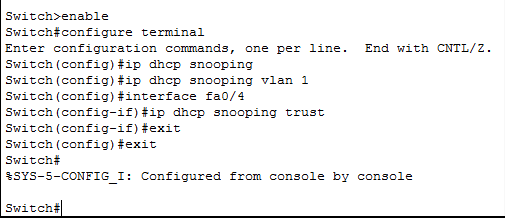 Switch>enable
Switch#configure terminal
Enter configuration commands, one per line.  End with CNTL/Z.
Switch(config)#ip dhcp snooping
Switch(config)#ip dhcp snooping vlan 1
Switch(config)#interface fa0/4
Switch(config-if)#ip dhcp snooping trust
Switch(config-if)#exit
Switch(config)#exit
Switch#
%SYS-5-CONFIG_I: Configured from console by console
Switch#